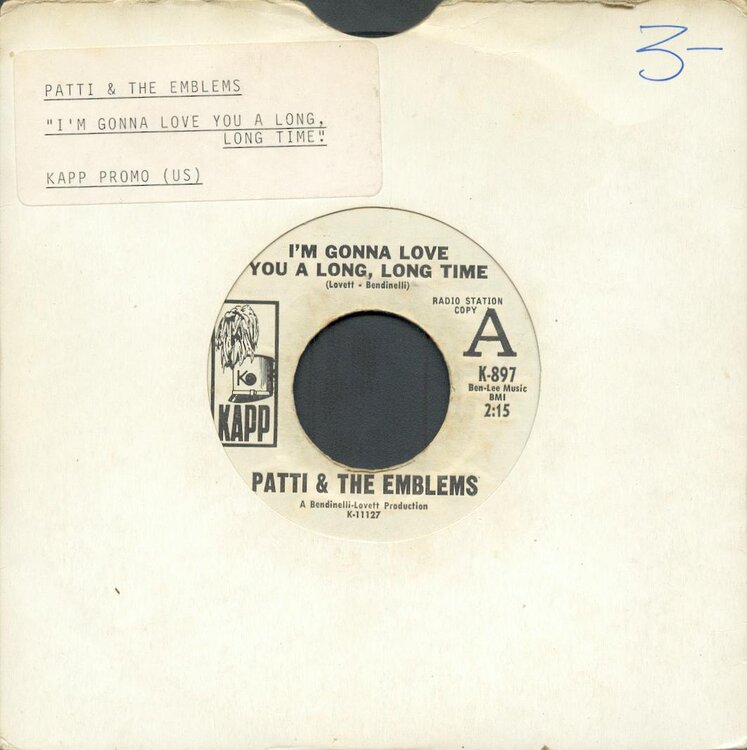 PATTI & THE EMBLEMS
"I'M GONNA LOVE YOU A LONG,
LONG TIME"
KAPP PROMO (US)
3-
I'M GONNA LOVE
YOU A LONG, LONG TIME
(Lovett - Bendinelli)
RADIO STATION
COPY
A
K-897
Ben-Lee Music
BMI
2:15
K
KAPP
PATTI & THE EMBLEMS
A Bendinelli-Lovett Production
K-11127